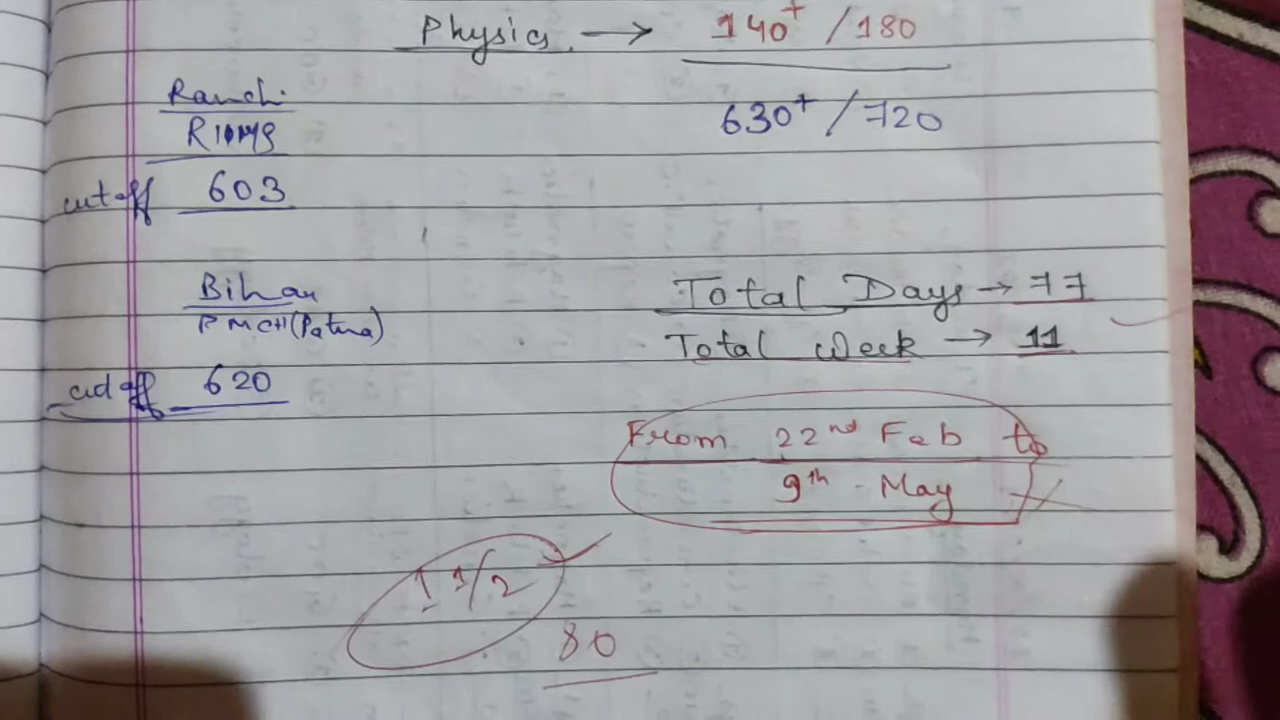 Physics → 140+ / 180
630+ / 720
Ranchi
RIIMS
cut off 603
Bihar
PMCH (Patna)
cut off 620
Total Days → 77
Total Week → 11
From 22nd Feb to
9th - May
1 1/2
80